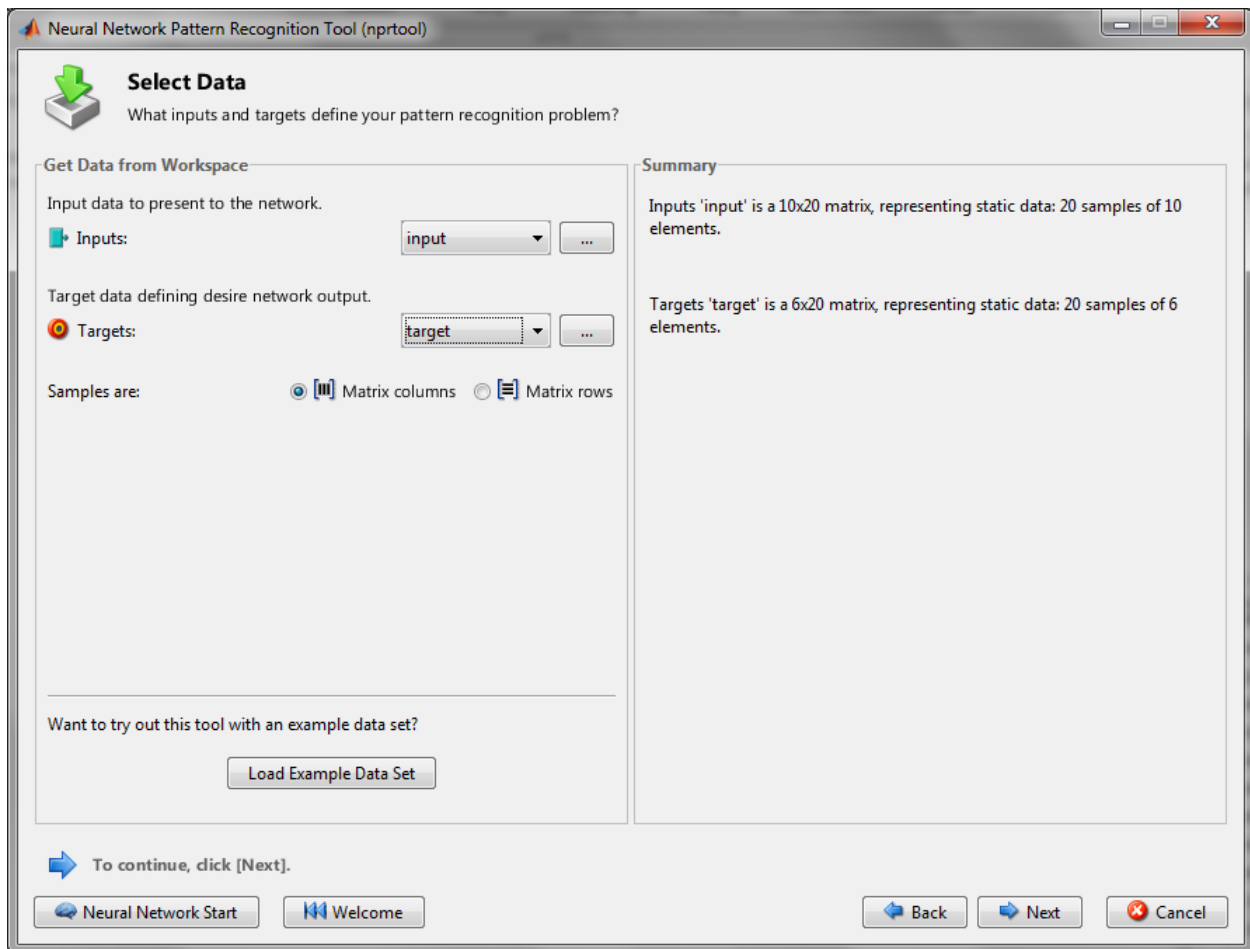 Neural Network Pattern Recognition Tool (nprtool)
Select Data
What inputs and targets define your pattern recognition problem?
Get Data from Workspace
Input data to present to the network.
Inputs:
input
...
Target data defining desire network output.
Targets:
target
...
Samples are:
Matrix columns
Matrix rows
Want to try out this tool with an example data set?
Load Example Data Set
Summary
Inputs 'input' is a 10x20 matrix, representing static data: 20 samples of 10
elements.
Targets 'target' is a 6x20 matrix, representing static data: 20 samples of 6
elements.
To continue, click [Next].
Neural Network Start
Welcome
Back
Next
Cancel